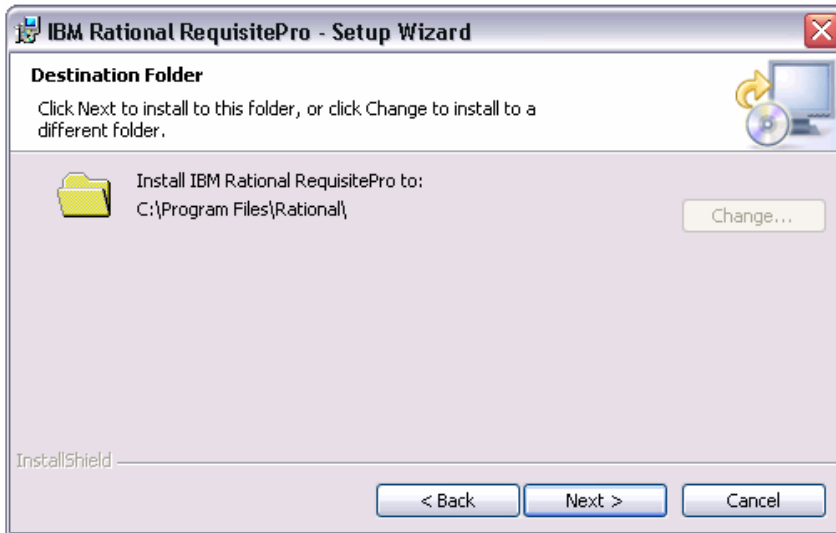 IBM Rational RequisitePro - Setup Wizard
Destination Folder
Click Next to install to this folder, or click Change to install to a
different folder.
Install IBM Rational RequisitePro to:
C:\Program Files\Rational\
Change...
InstallShield
< Back
Next >
Cancel